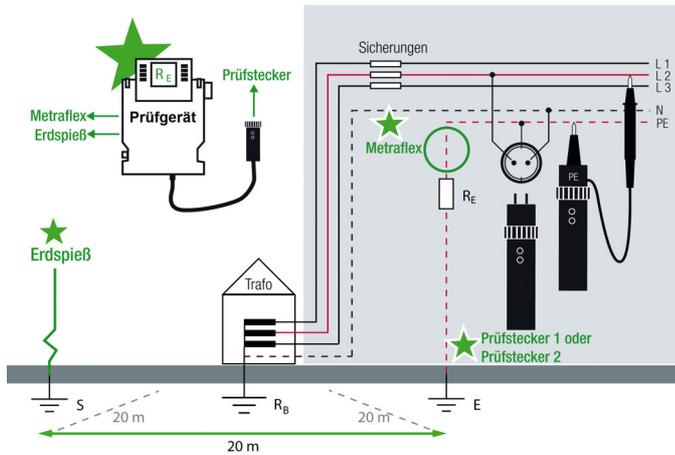 Sicherungen
L 1
L 2
L 3
N
PE
R E
Prüfstecker
Metraflex
Erdspieß
Prüfgerät
Metraflex
PE
R E
Erdspieß
Trafo
Prüfstecker 1 oder
Prüfstecker 2
S
R B
E
20 m
20 m
20 m